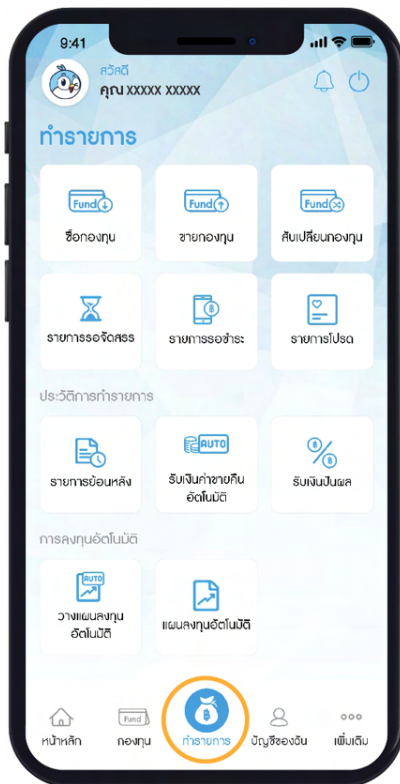 9:41
สวัสดี
คุณ xxxxx xxxxx
ทำรายการ
Fund
Fund
Fund
ซื้อกองทุน
ขายกองทุน
สับเปลี่ยนกองทุน
รายการรอจัดสรร
รายการรอชำระ
รายการโปรด
ประวัติการทำรายการ
AUTO
รายการย้อนหลัง
รับเงินค่าขายคืน
อัตโนมัติ
รับเงินปันผล
การลงทุนอัตโนมัติ
AUTO
วางแผนลงทุน
อัตโนมัติ
แผนลงทุนอัตโนมัติ
Fund
หน้าหลัก
กองทุน
ทำรายการ
บัญชีของฉัน
เพิ่มเติม